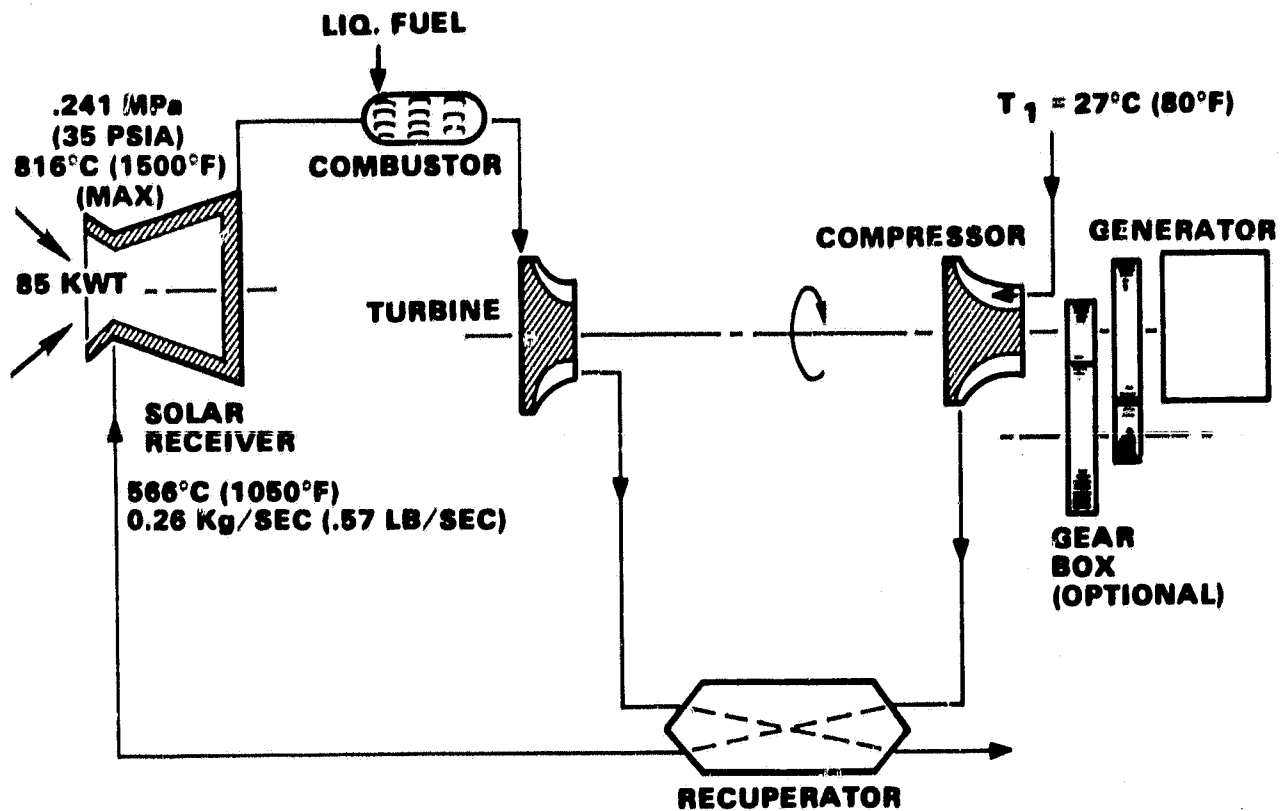 LIQ. FUEL
.241 MPa
(35 PSIA)
816°C (1500°F)
(MAX)
COMBUSTOR
T1 = 27°C (80°F)
COMPRESSOR
GENERATOR
85 KWT
TURBINE
SOLAR
RECEIVER
566°C (1050°F)
0.26 Kg/SEC (.57 LB/SEC)
GEAR
BOX
(OPTIONAL)
RECUPERATOR